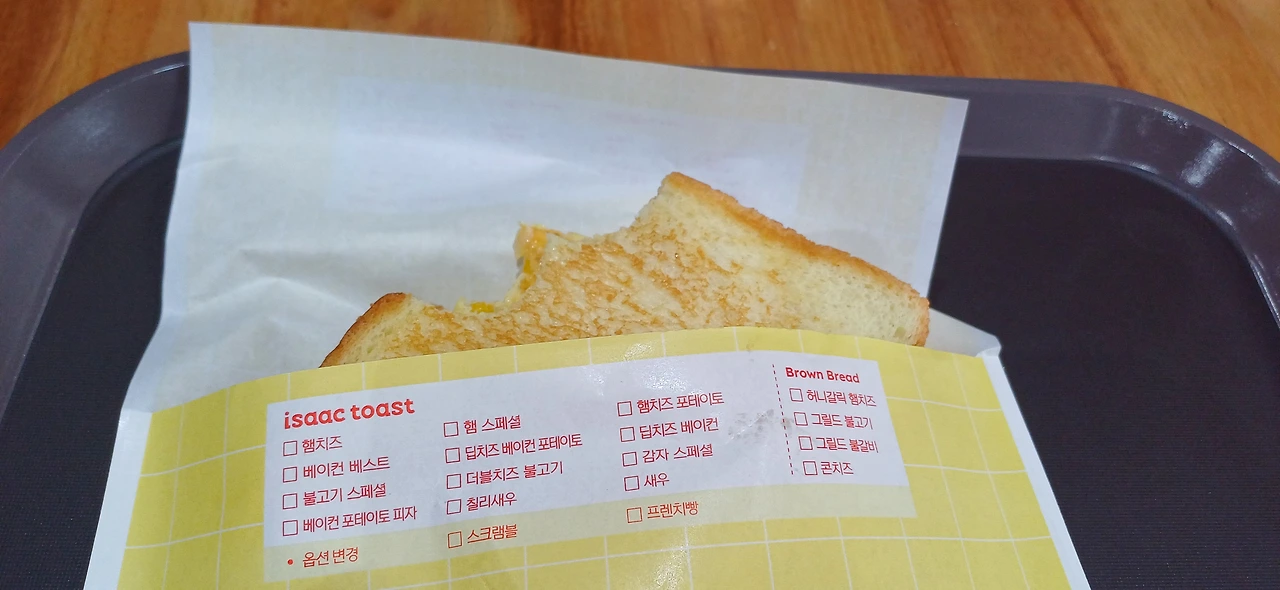 isaac toast
□ 햄치즈
□ 베이컨 베스트
□ 불고기 스페셜
□ 베이컨 포테이토 피자
• 옵션 변경
□ 햄 스페셜
□ 딥치즈 베이컨 포테이토
□ 더블치즈 불고기
□ 칠리새우
□ 스크램블
□ 햄치즈 포테이토
□ 딥치즈 베이컨
□ 감자 스페셜
□ 새우
□ 프렌치빵
Brown Bread
□ 허니갈릭 햄치즈
□ 그릴드 불고기
□ 그릴드 불갈비
□ 콘치즈